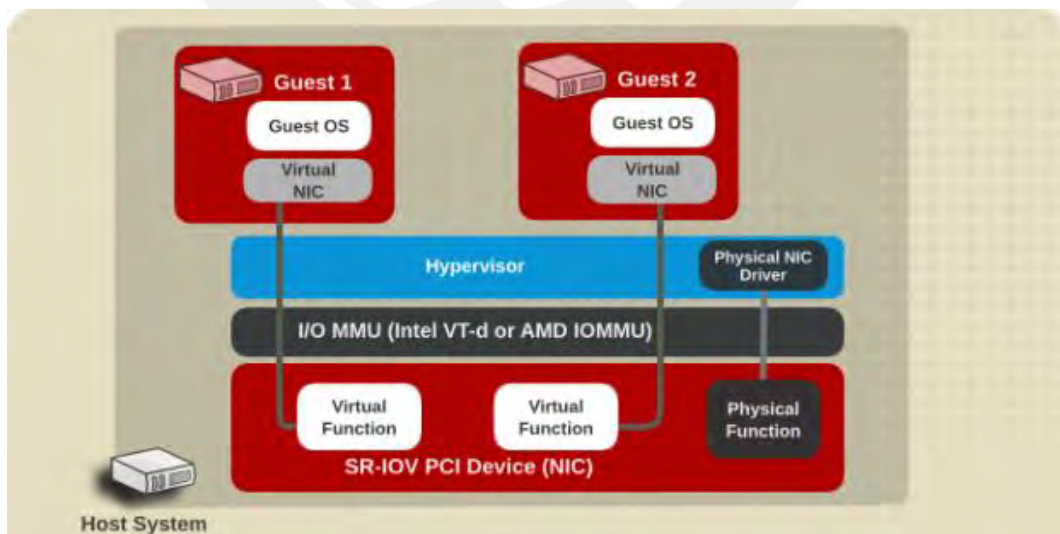 Guest 1
Guest OS
Virtual
NIC
Guest 2
Guest OS
Virtual
NIC
Hypervisor
Physical NIC
Driver
I/O MMU (Intel VT-d or AMD IOMMU)
Virtual
Function
Virtual
Function
Physical
Function
SR-IOV PCI Device (NIC)
Host System